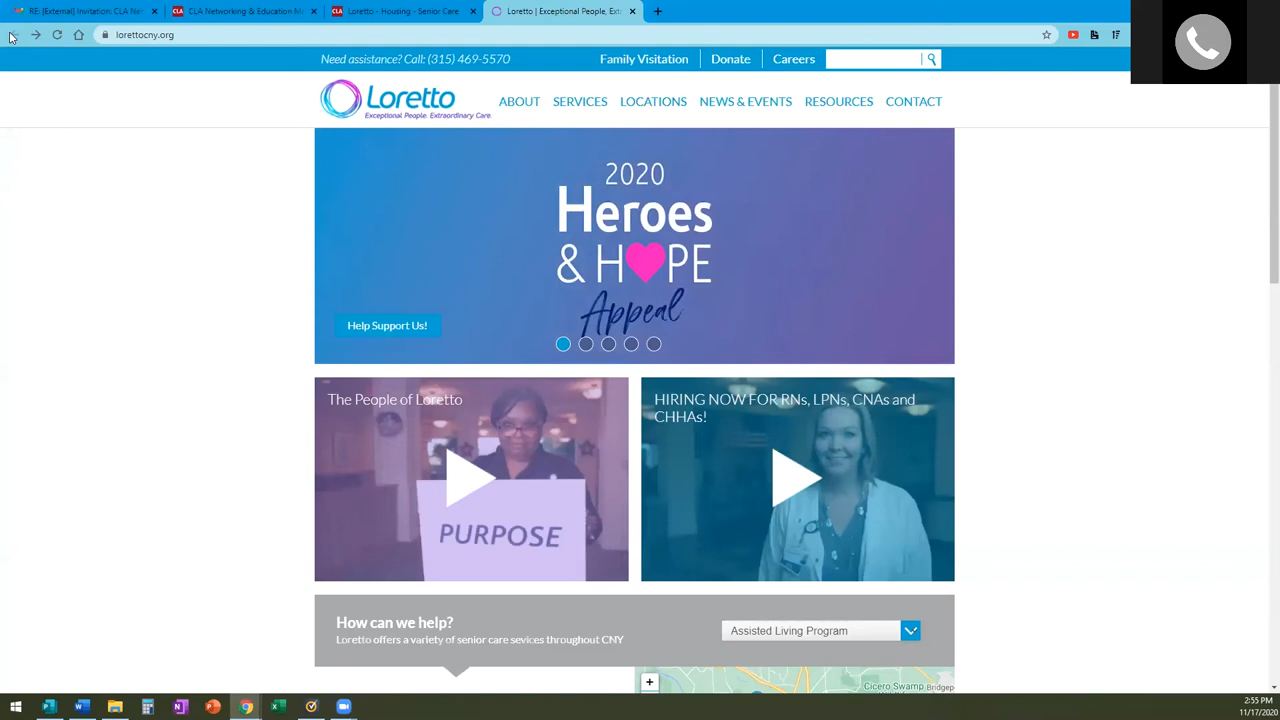 RE: [External] Invitation: CLA Net
CLA Networking & Education M
Loretto - Housing - Senior Care
Loretto | Exceptional People, Ext
lorettocny.org
Need assistance? Call: (315) 469-5570
Family Visitation
Donate
Careers
Loretto
Exceptional People. Extraordinary Care.
ABOUT
SERVICES
LOCATIONS
NEWS & EVENTS
RESOURCES
CONTACT
2020
Heroes
& HOPE
Appeal
Help Support Us!
The People of Loretto
PURPOSE
HIRING NOW FOR RNs, LPNs, CNAs and
CHHAs!
How can we help?
Loretto offers a variety of senior care sevices throughout CNY
Assisted Living Program
+
Cicero Swamp
Bridgep
2:55 PM
11/17/2020